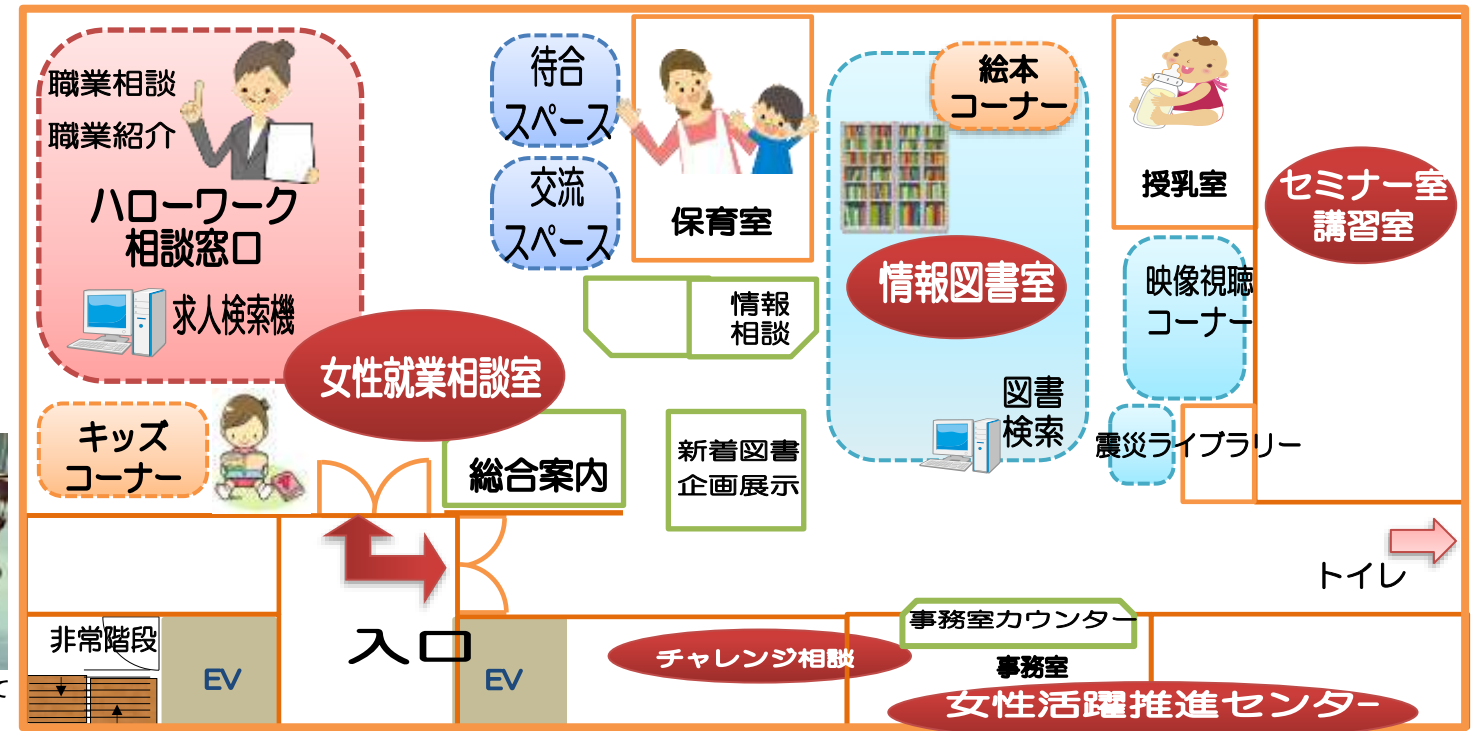 職業相談
職業紹介
ハローワーク
相談窓口
求人検索機
女性就業相談室
キッズ
コーナー
待合
スペース
交流
スペース
保育室
情報
相談
総合案内
新着図書
企画展示
絵本
コーナー
情報図書室
図書
検索
授乳室
映像視聴
コーナー
震災ライブラリー
セミナー室
講習室
トイレ
非常階段
EV
入口
EV
チャレンジ相談
事務室カウンター
事務室
女性活躍推進センター
て